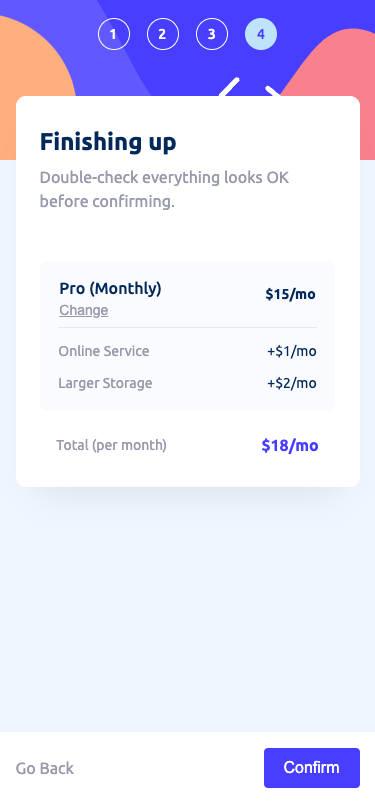 1 2 3 4
Finishing up
Double-check everything looks OK
before confirming.
Pro (Monthly) $15/mo
Change
Online Service +$1/mo
Larger Storage +$2/mo
Total (per month) $18/mo
Go Back Confirm